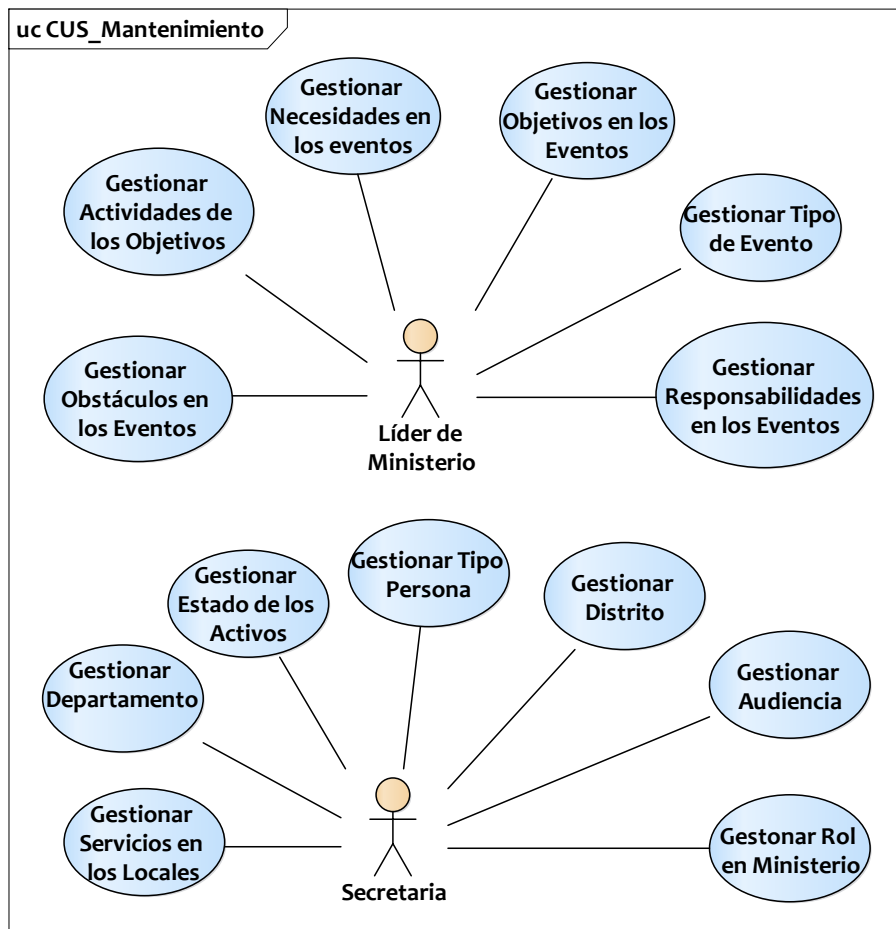 uc CUS_Mantenimiento
Gestionar
Necesidades en
los eventos
Gestionar
Objetivos en los
Eventos
Gestionar
Actividades de
los Objetivos
Gestionar Tipo
de Evento
Gestionar
Obstáculos en
los Eventos
Gestionar
Responsabilidades
en los Eventos
Líder de
Ministerio
Gestionar Tipo
Persona
Gestionar
Estado de los
Activos
Gestionar
Distrito
Gestionar
Departamento
Gestionar
Audiencia
Gestionar
Servicios en
los Locales
Gestonar Rol
en Ministerio
Secretaria